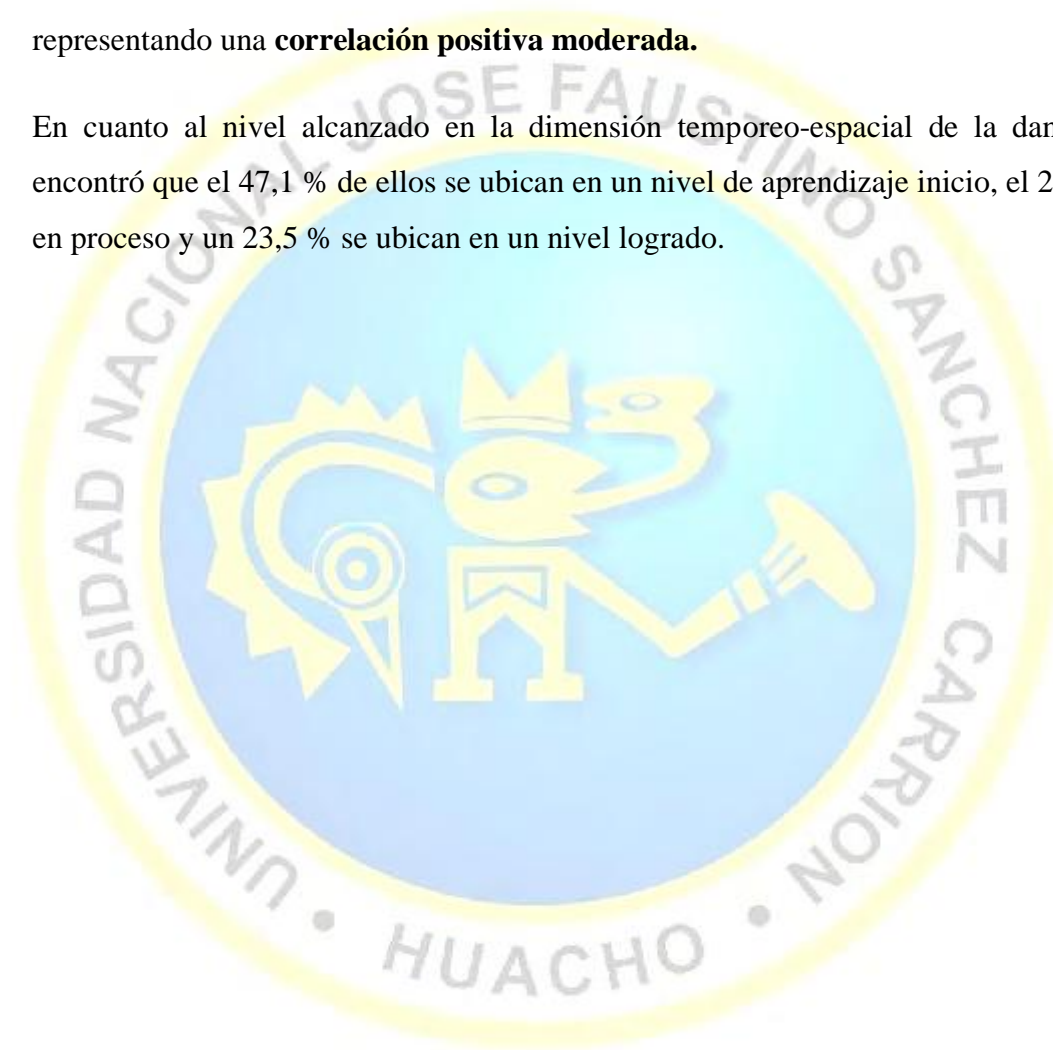 representando una correlación positiva moderada.
En cuanto al nivel alcanzado en la dimensión temporeo-espacial de la dan
encontró que el 47,1 % de ellos se ubican en un nivel de aprendizaje inicio, el 2
en proceso y un 23,5 % se ubican en un nivel logrado.
UNIVERSIDAD NACIONAL JOSE FAUSTINO SANCHEZ CARRION • HUACHO •